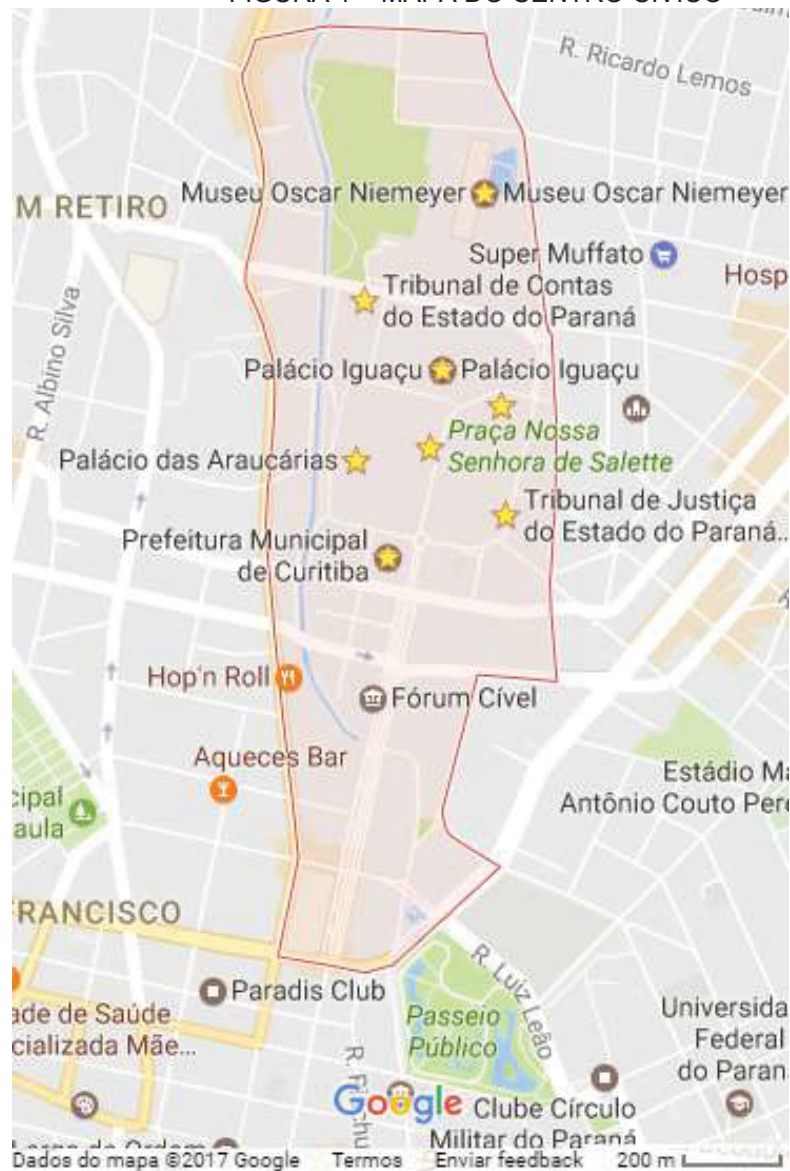 R. Ricardo Lemos
Museu Oscar Niemeyer
Museu Oscar Niemeyer
M RETIRO
Super Muffato
Hosp
Tribunal de Contas
do Estado do Paraná
R. Albino Silva
Palácio Iguaçu
Palácio Iguaçu
Praça Nossa
Senhora de Salette
Palácio das Araucárias
Tribunal de Justiça
do Estado do Paraná...
Prefeitura Municipal
de Curitiba
Hop'n Roll
Fórum Cível
Aqueces Bar
Estádio Ma
Antônio Couto Pere
cipal
aula
FRANCISCO
R. Luiz Leão
Paradis Club
ade de Saúde
cializada Mãe...
Passeio
Público
Universida
Federal
do Paran
Google
Clube Círculo
Militar do Paraná
Dados do mapa ©2017 Google Termos Enviar feedback 200 m